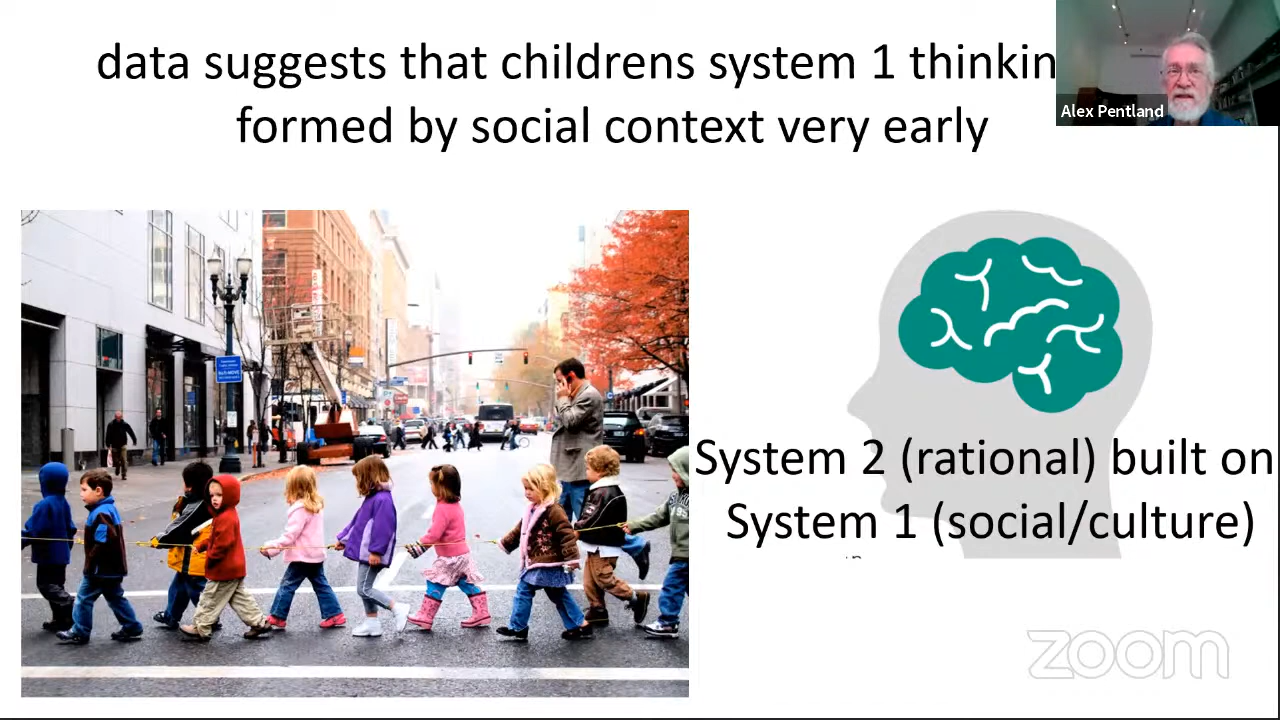 data suggests that childrens system 1 thinkin
formed by social context very early
Alex Pentland
System 2 (rational) built on
System 1 (social/culture)
zoom